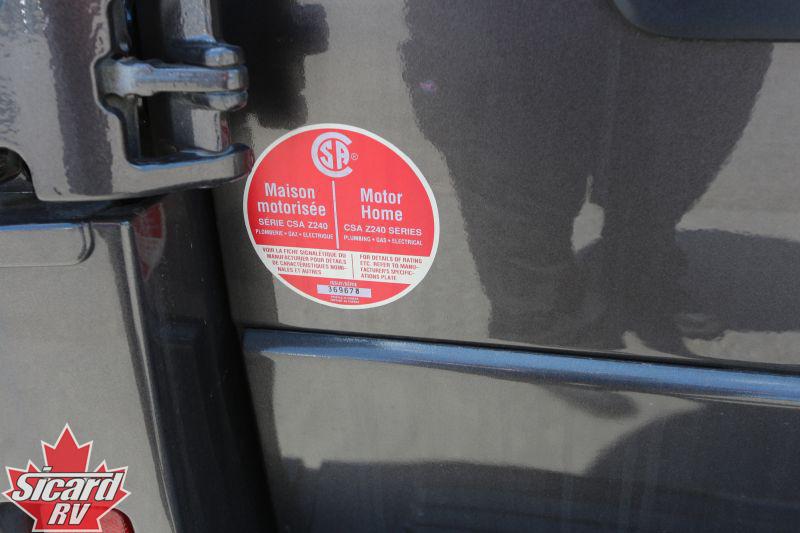 CSA ®
Maison
motorisée
SÉRIE CSA Z240
PLOMBERIE • GAZ • ELECTRIQUE
Motor
Home
CSA Z240 SERIES
PLUMBING • GAS • ELECTRICAL
VOIR LA FICHE SIGNALÉTIQUE DU
MANUFACTURIER POUR DÉTAILS
DE CARACTÉRISTIQUES NOMI-
NALES ET AUTRES
FOR DETAILS OF RATING
ETC. REFER TO MANU-
FACTURER'S SPECIFIC-
ATIONS PLATE
369678
Sicard
RV